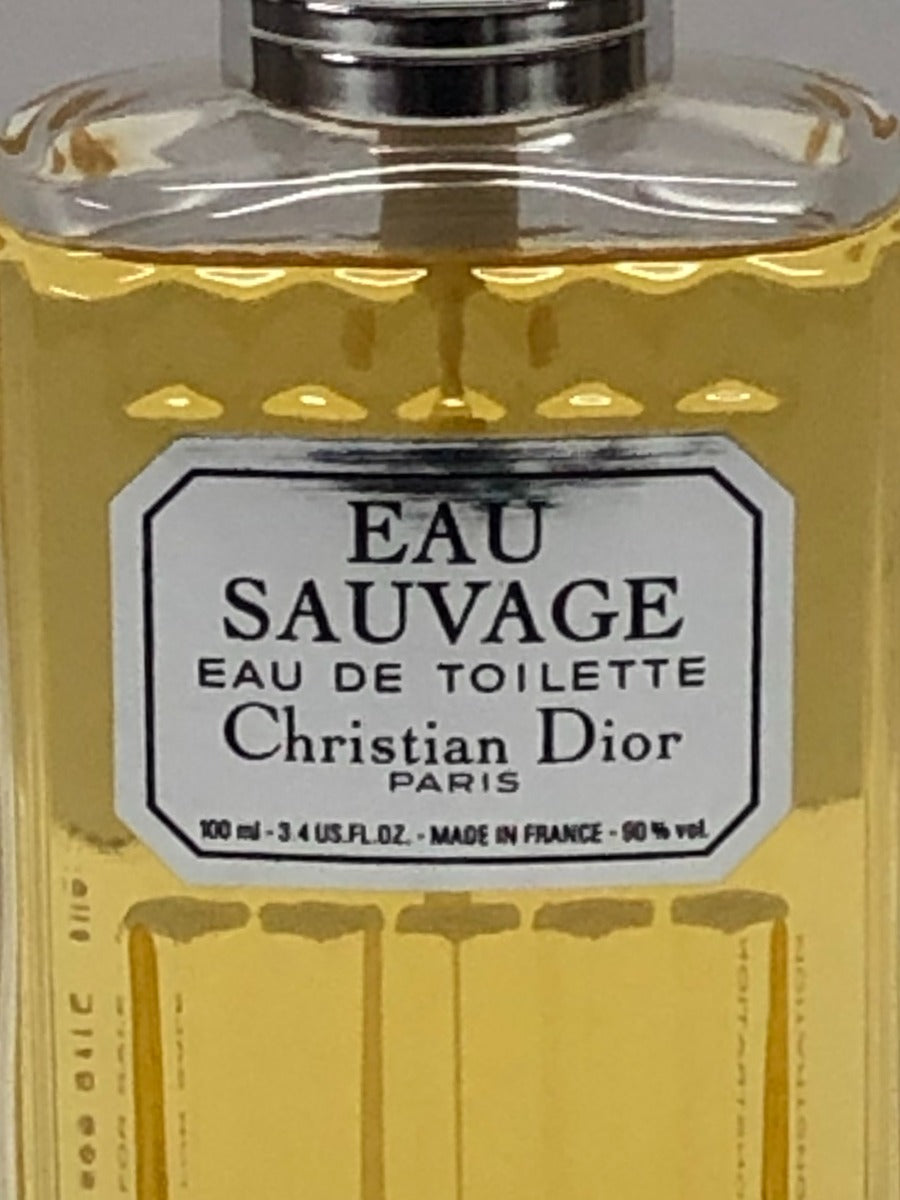 EAU
SAUVAGE
EAU DE TOILETTE
Christian Dior
PARIS
100 ml - 3.4 US.FL.OZ. - MADE IN FRANCE - 90 % vol.